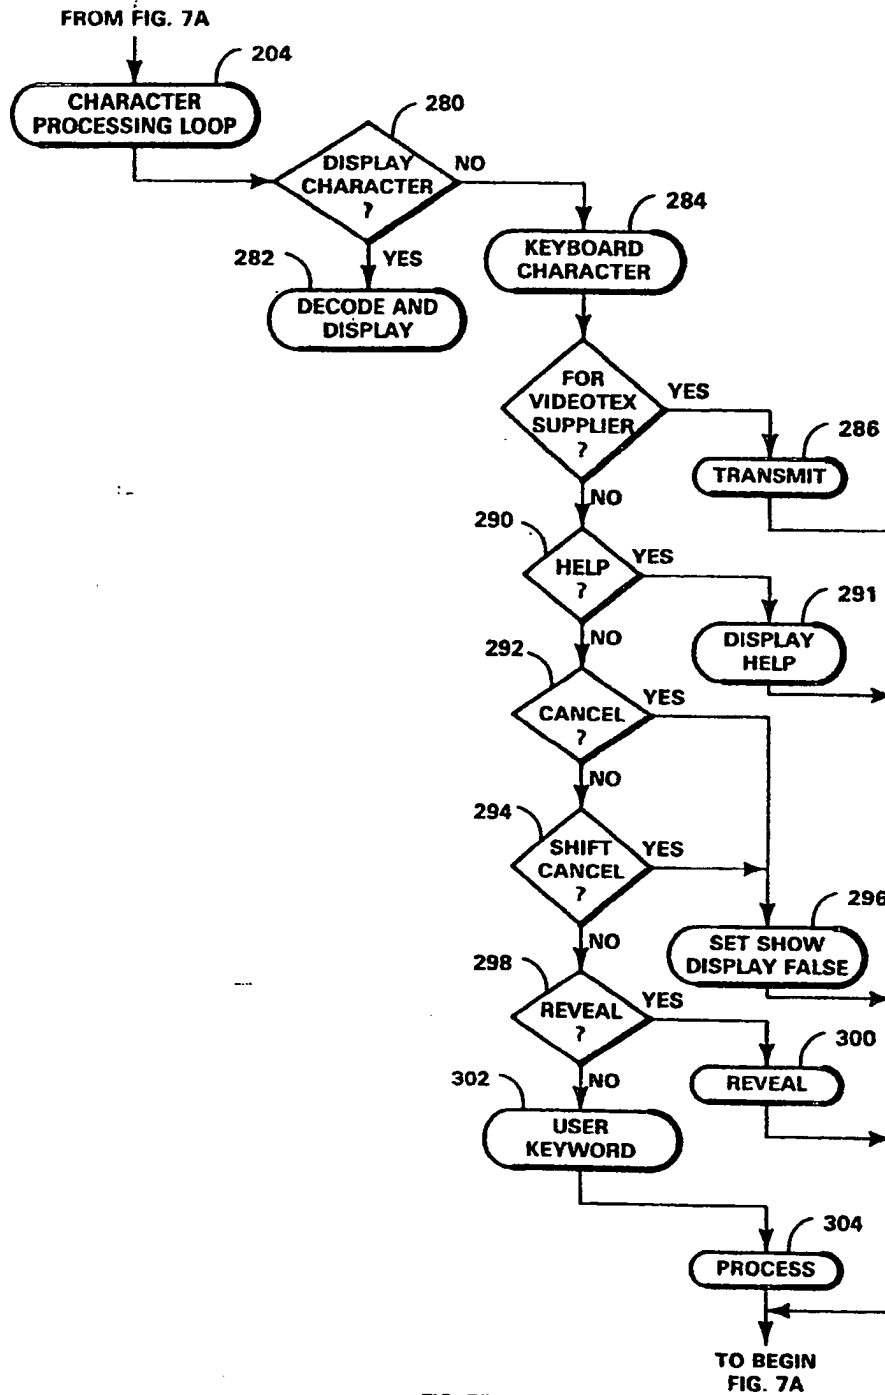 FROM FIG. 7A
204
CHARACTER
PROCESSING LOOP
280
DISPLAY
CHARACTER
?
NO
YES
282
DECODE AND
DISPLAY
284
KEYBOARD
CHARACTER
FOR
VIDEOTEX
SUPPLIER
?
YES
286
TRANSMIT
NO
290
HELP
?
YES
291
DISPLAY
HELP
NO
292
CANCEL
?
YES
NO
294
SHIFT
CANCEL
?
YES
296
SET SHOW
DISPLAY FALSE
NO
298
REVEAL
?
YES
300
REVEAL
NO
302
USER
KEYWORD
304
PROCESS
TO BEGIN
FIG. 7A